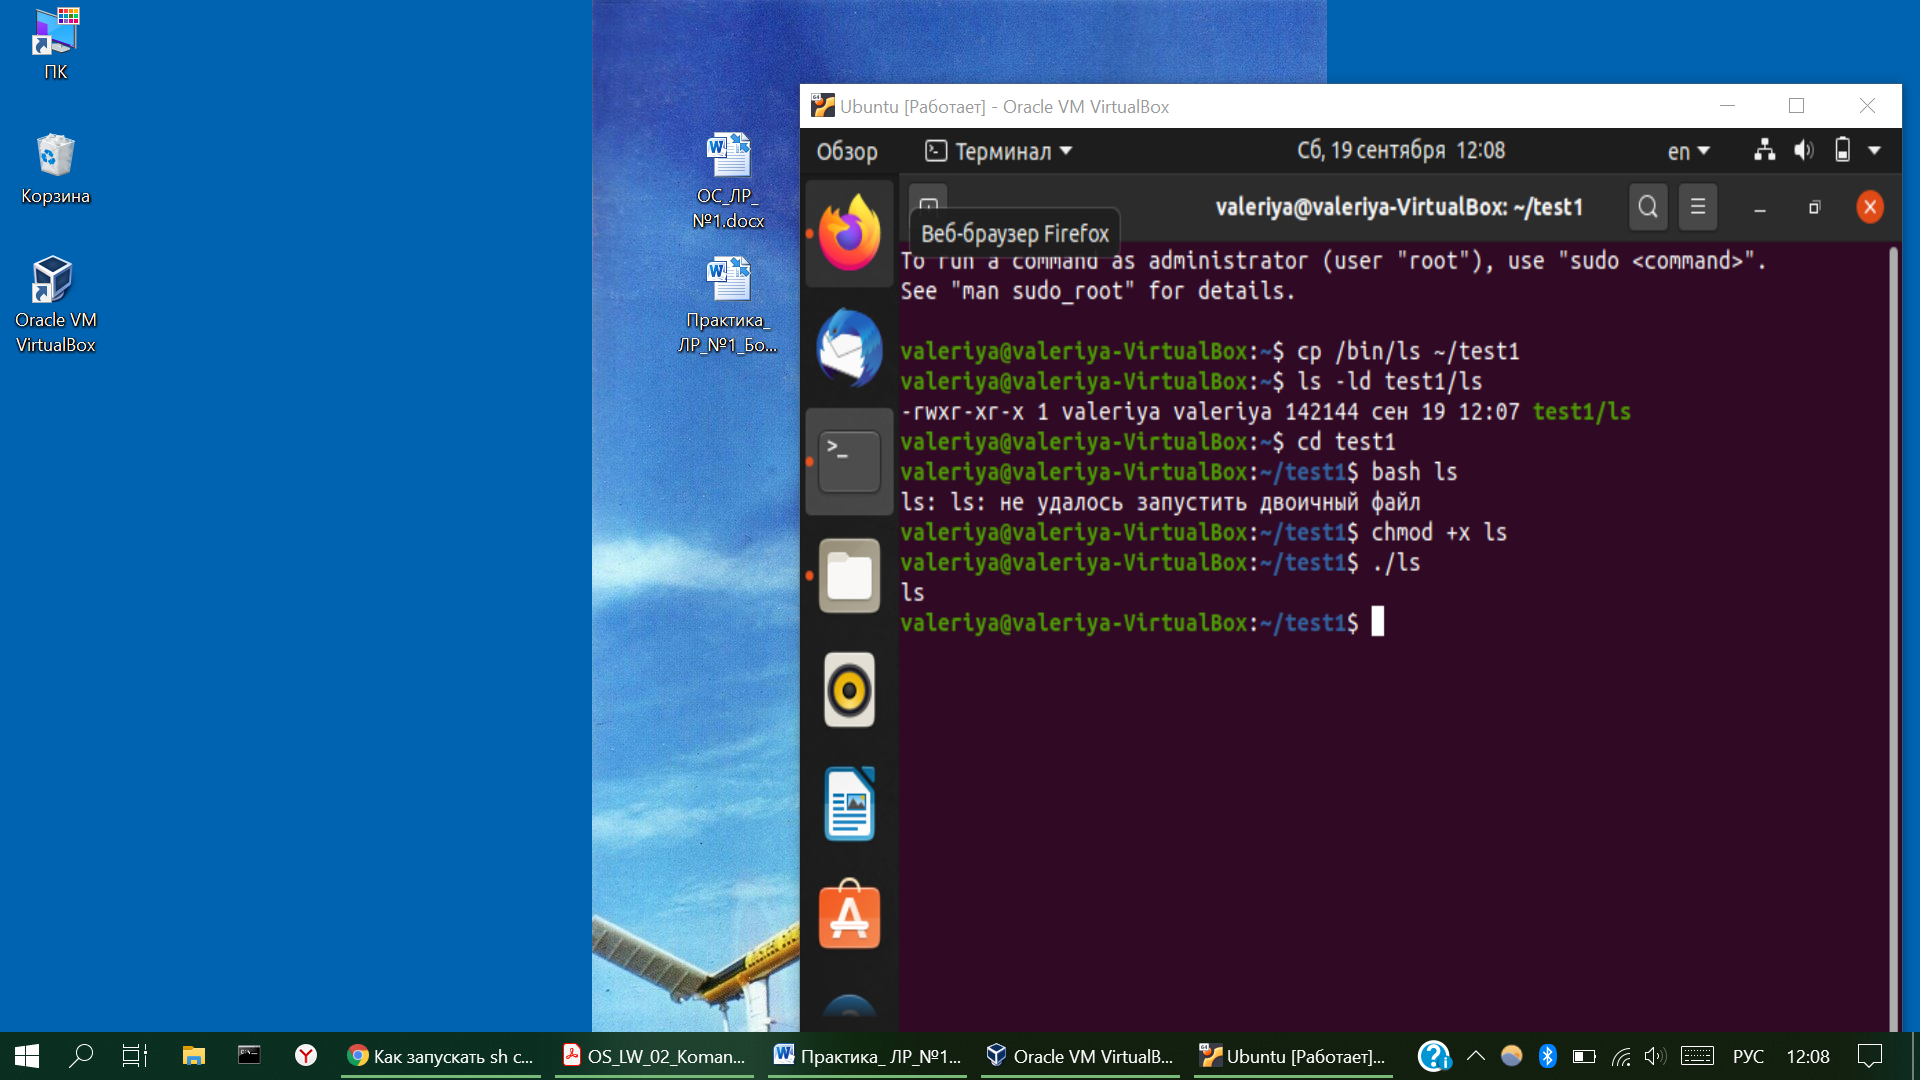 ПК
Корзина
Oracle VM
VirtualBox
ОС_ЛР_
№1.docx
Практика_
ЛР_№1_Бо...
Ubuntu [Работает] - Oracle VM VirtualBox
Обзор
Терминал
Сб, 19 сентября 12:08
en
valeriya@valeriya-VirtualBox: ~/test1
Веб-браузер Firefox
To run a command as administrator (user "root"), use "sudo <command>".
See "man sudo_root" for details.
valeriya@valeriya-VirtualBox:~$ cp /bin/ls ~/test1
valeriya@valeriya-VirtualBox:~$ ls -ld test1/ls
-rwxr-xr-x 1 valeriya valeriya 142144 сен 19 12:07 test1/ls
valeriya@valeriya-VirtualBox:~$ cd test1
valeriya@valeriya-VirtualBox:~/test1$ bash ls
ls: ls: не удалось запустить двоичный файл
valeriya@valeriya-VirtualBox:~/test1$ chmod +x ls
valeriya@valeriya-VirtualBox:~/test1$ ./ls
ls
valeriya@valeriya-VirtualBox:~/test1$
Как запускать sh с...
OS_LW_02_Koman...
Практика_ ЛР_№1...
Oracle VM VirtualB...
Ubuntu [Работает]...
РУС
12:08